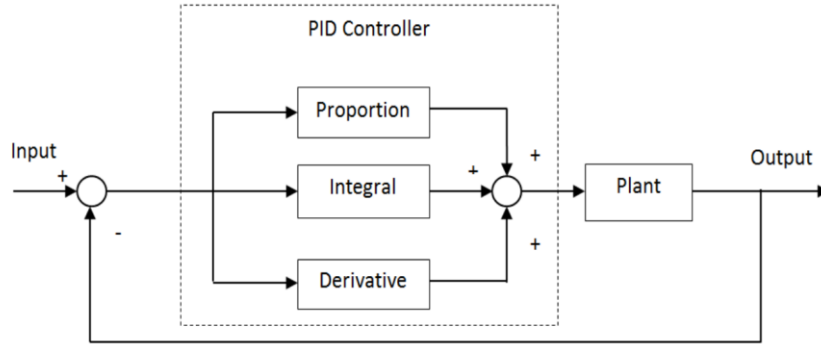 PID Controller
Proportion
Input
+
+
+
Output
Integral
Plant
-
+
Derivative